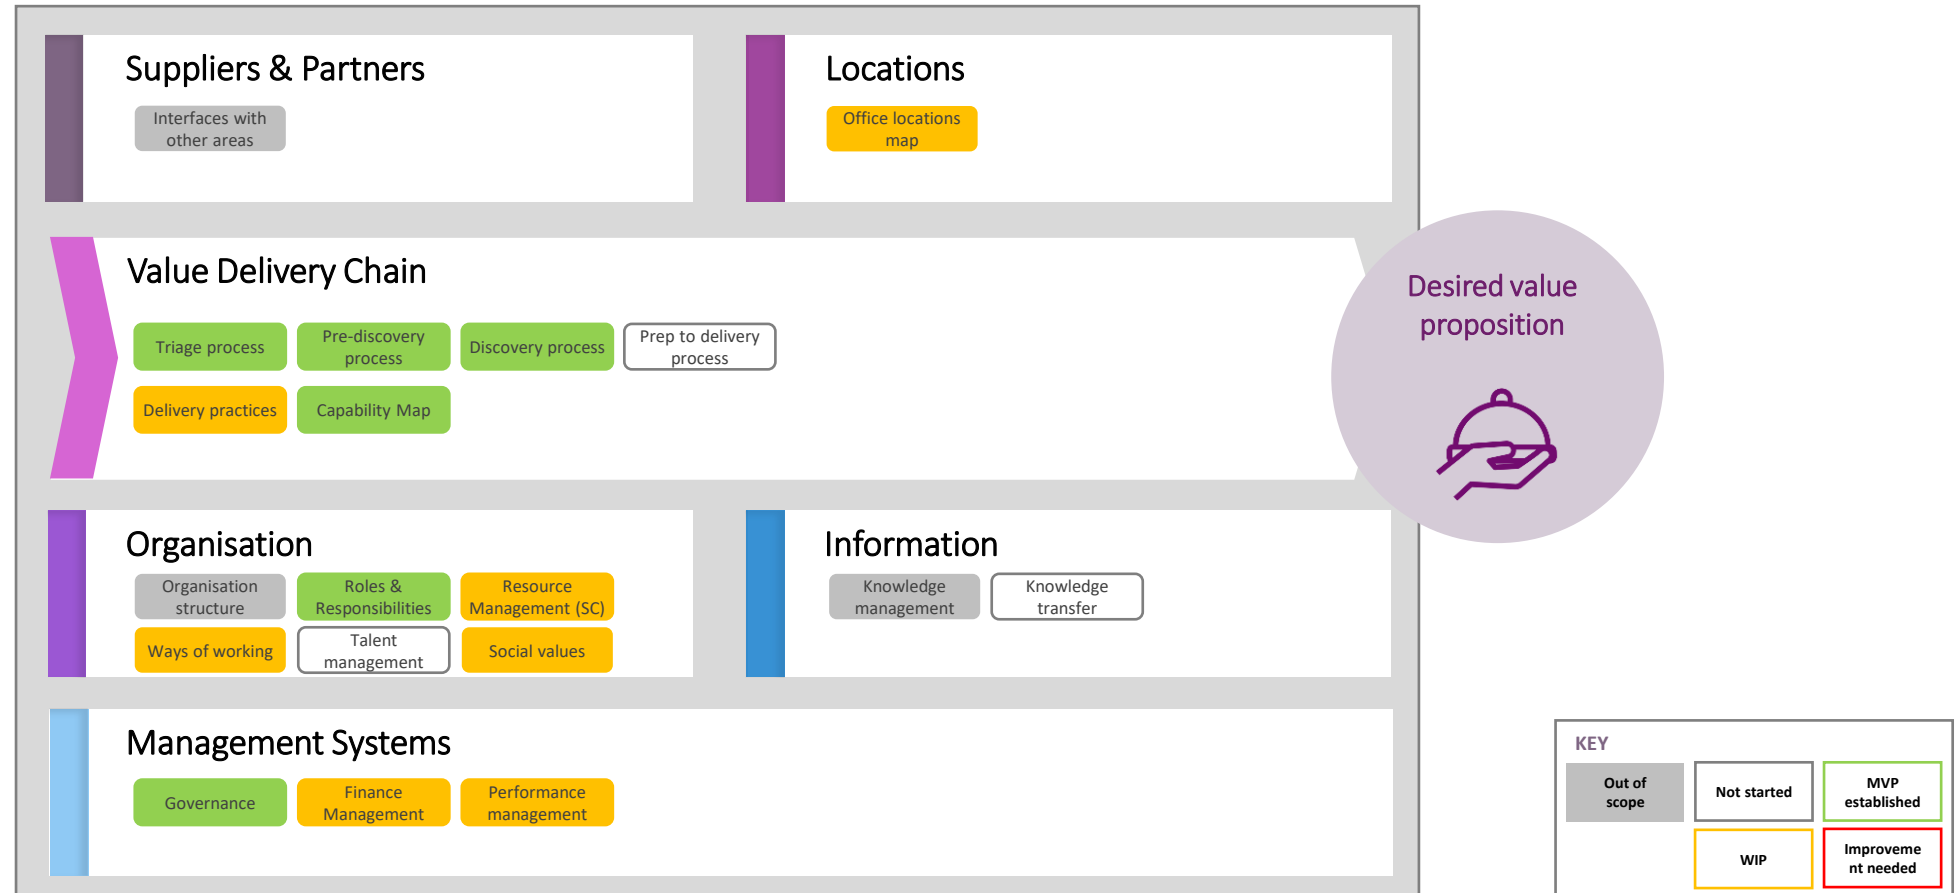 Suppliers & Partners
Interfaces with
other areas
Locations
Office locations
map
Value Delivery Chain
Triage process
Pre-discovery
process
Discovery process
Prep to delivery
process
Delivery practices
Capability Map
Desired value
proposition
Organisation
Organisation
structure
Roles &
Responsibilities
Resource
Management (SC)
Ways of working
Talent
management
Social values
Information
Knowledge
management
Knowledge
transfer
Management Systems
Governance
Finance
Management
Performance
management
KEY
Out of
scope
Not started
MVP
established
WIP
Improveme
nt needed